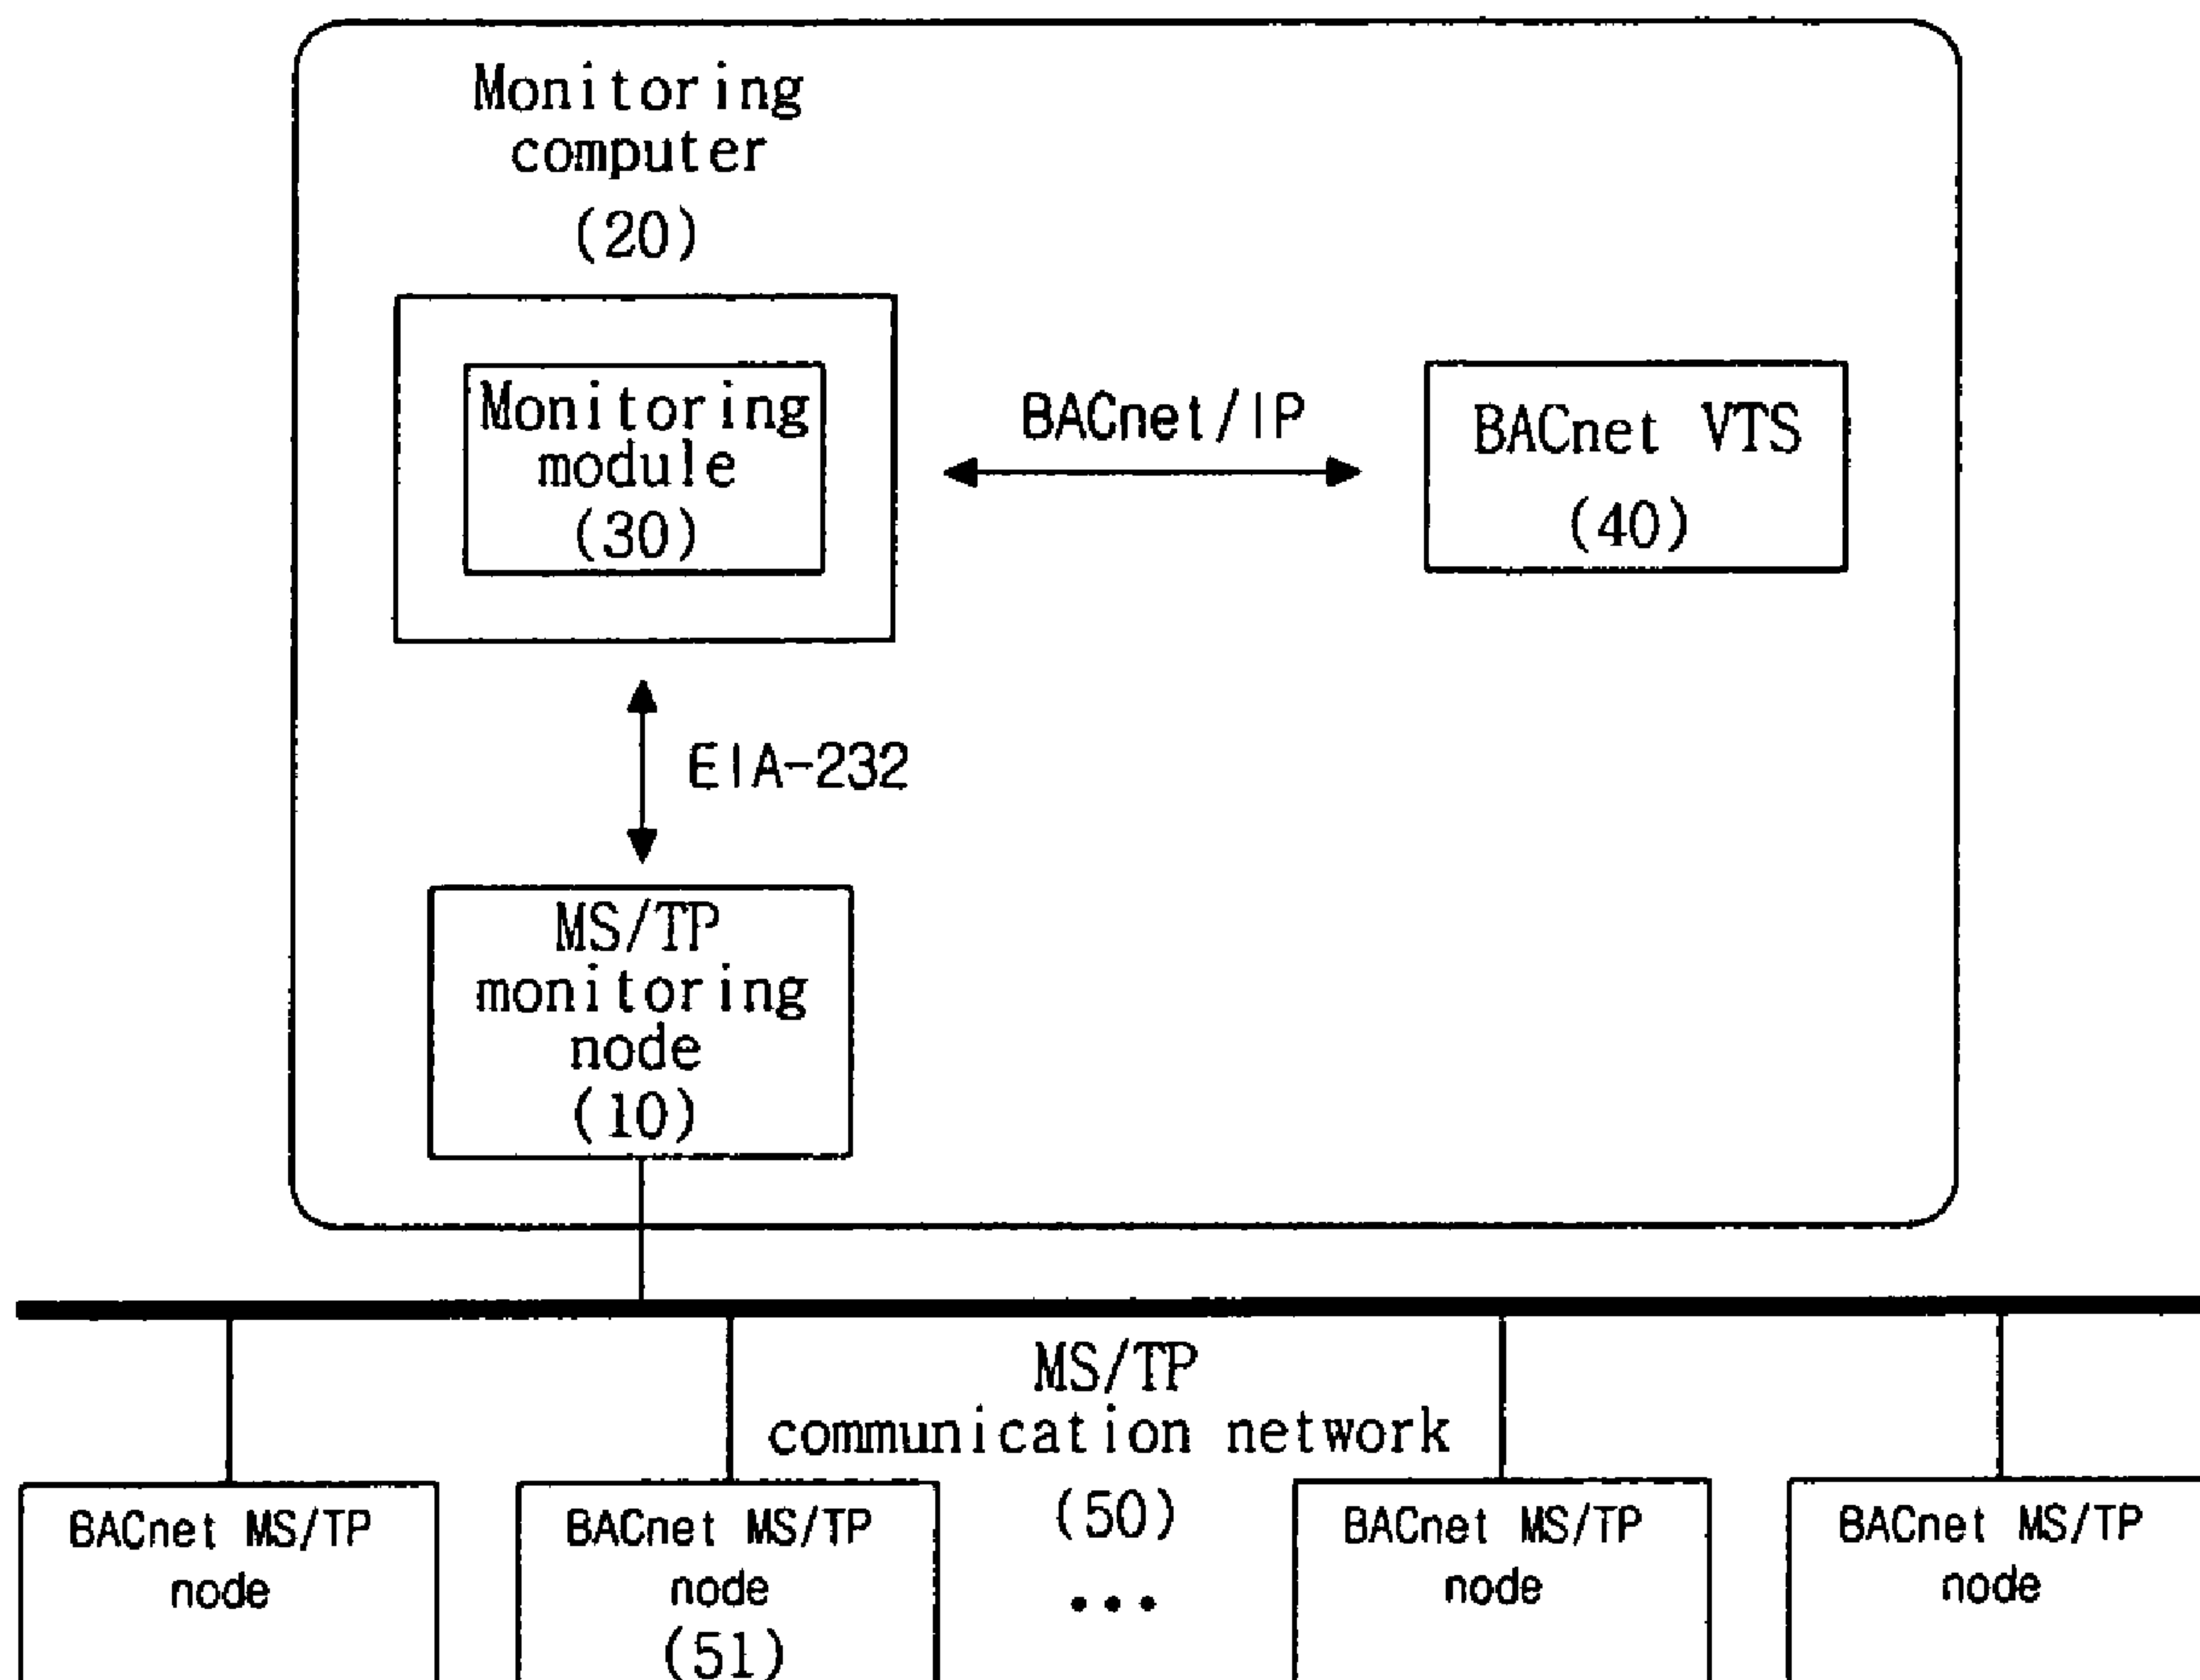 Monitoring
computer
(20)
Monitoring
module
(30)
BACnet/IP
BACnet VTS
(40)
EIA-232
MS/TP
monitoring
node
(10)
MS/TP
communication network
(50)
BACnet MS/TP
node
BACnet MS/TP
node
(51)
•••
BACnet MS/TP
node
BACnet MS/TP
node